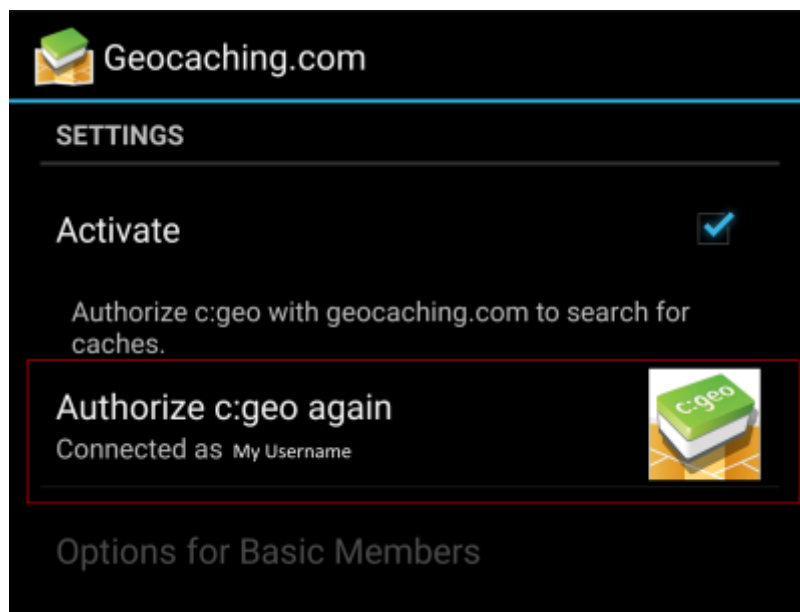 Geocaching.com
SETTINGS
Activate
Authorize c:geo with geocaching.com to search for
caches.
Authorize c:geo again
c:geo
Connected as My Username
Options for Basic Members